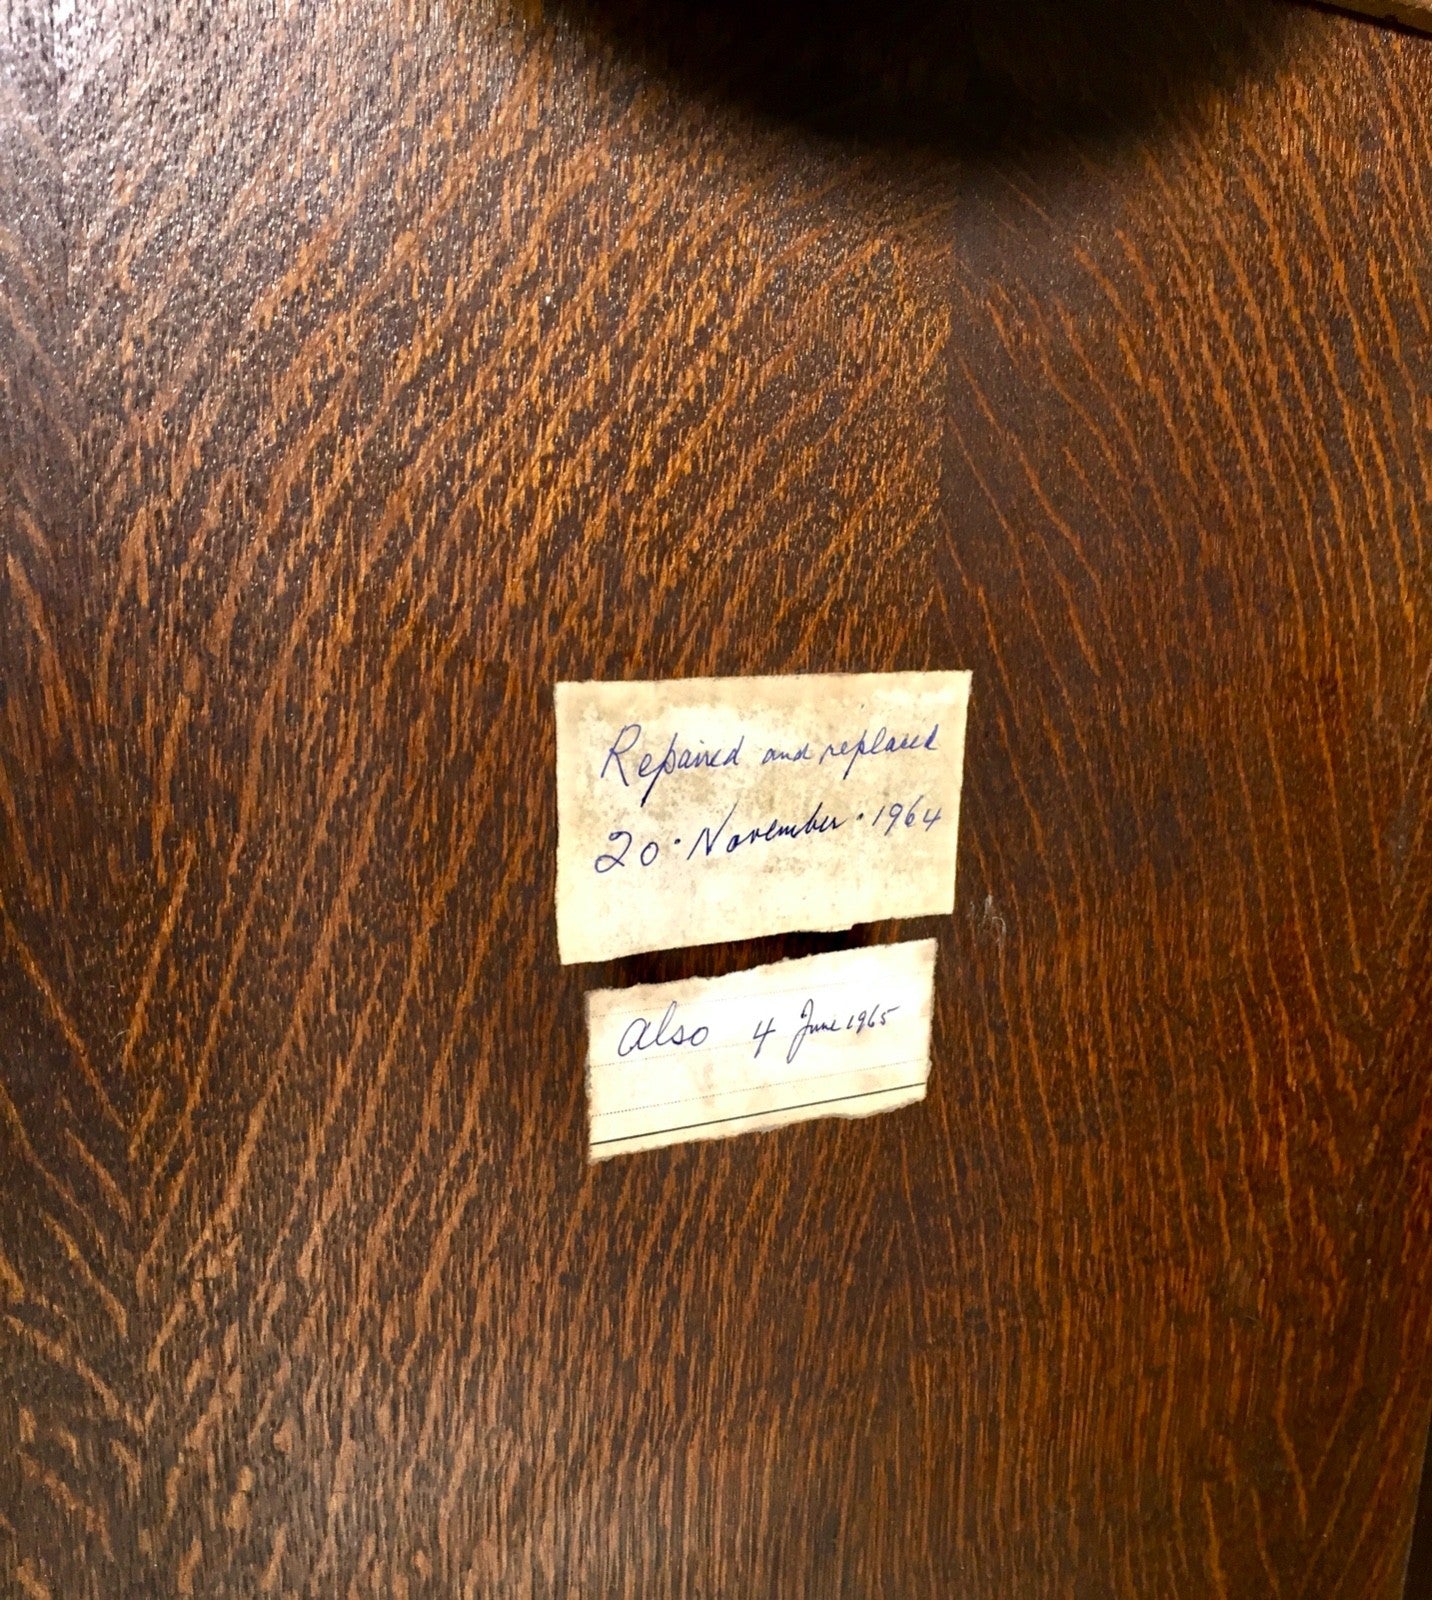 Repaired and replaced
20 · November · 1964
also 4 June 1965